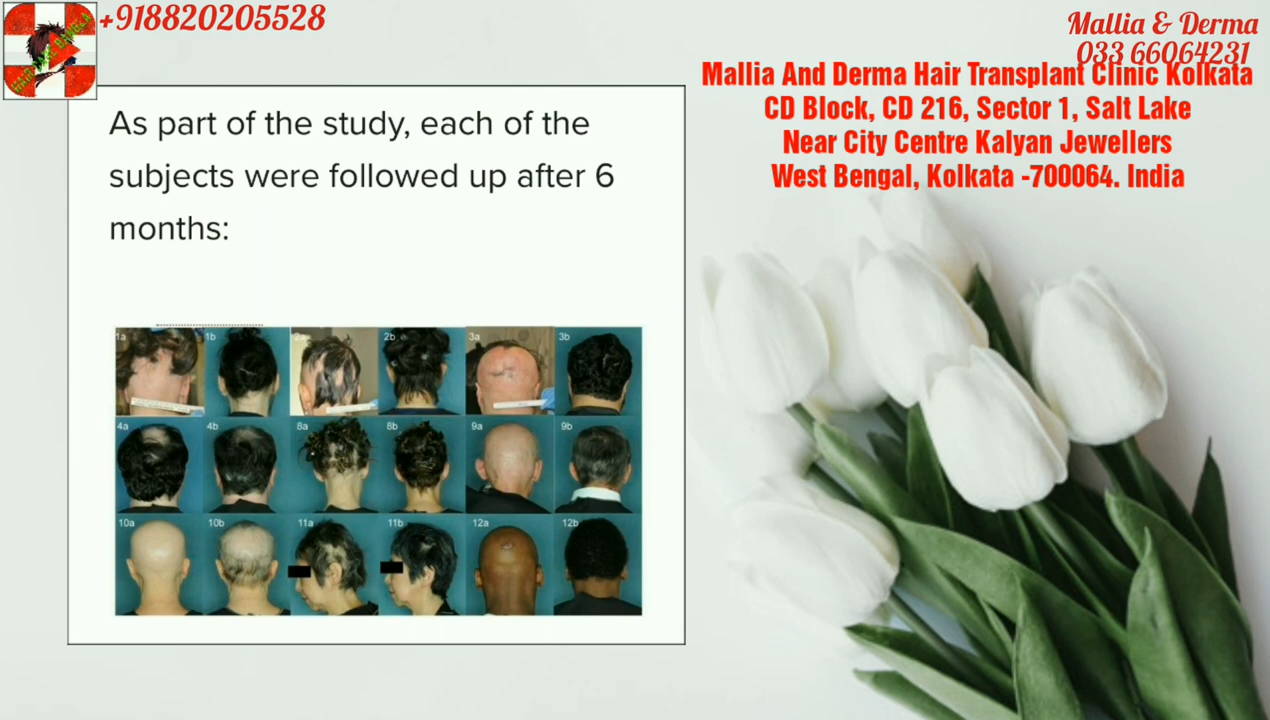 +918820205528
Mallia & Derma
033 66064231
Mallia And Derma Hair Transplant Clinic Kolkata
CD Block, CD 216, Sector 1, Salt Lake
Near City Centre Kalyan Jewellers
West Bengal, Kolkata -700064. India
As part of the study, each of the
subjects were followed up after 6
months:
1a 1b 2a 2b 3a 3b
4a 4b 8a 8b 9a 9b
10a 10b 11a 11b 12a 12b